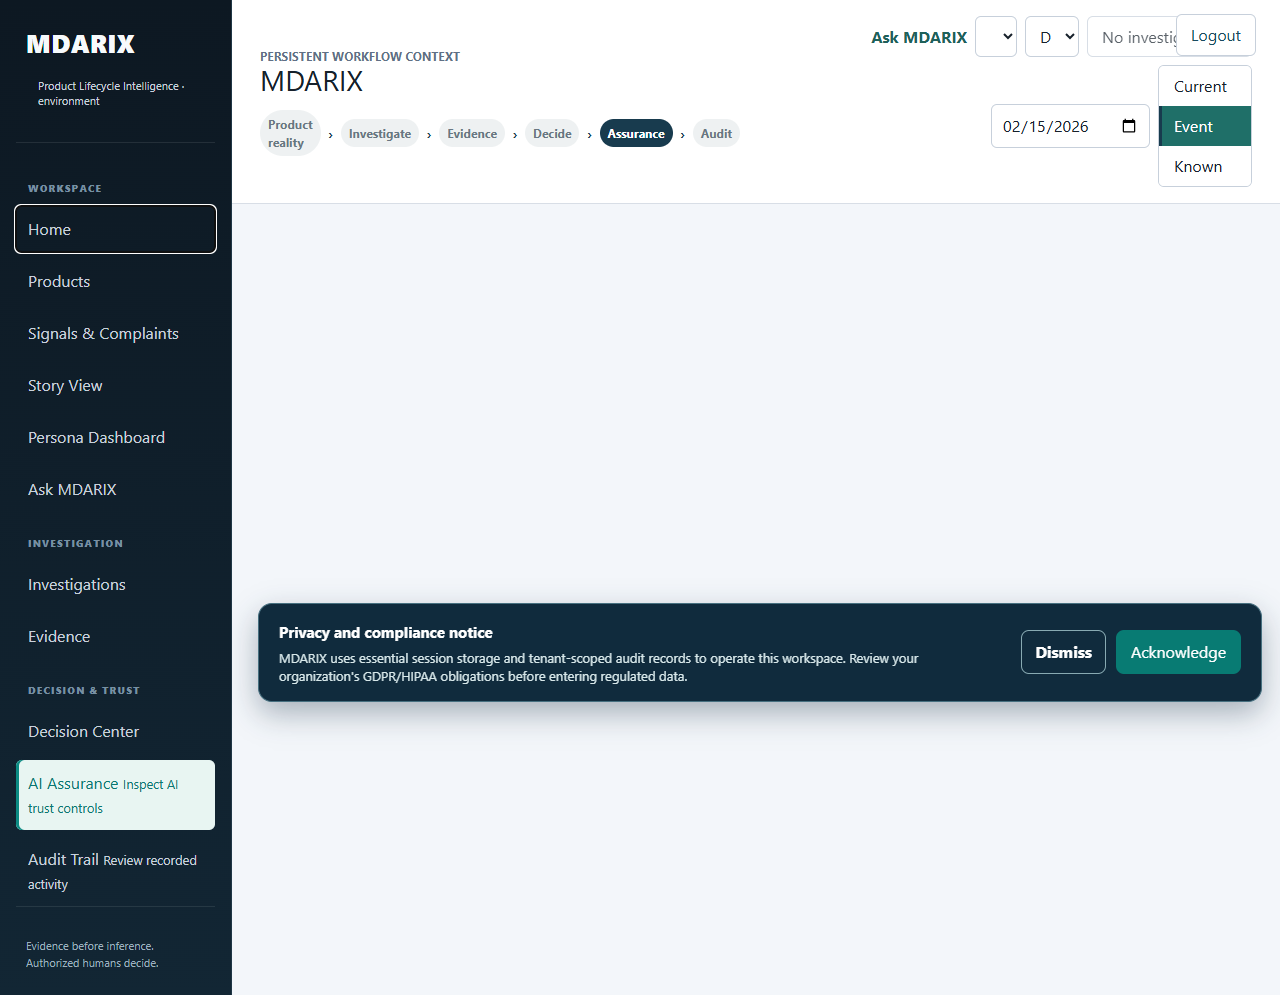 MDARIX
Product Lifecycle Intelligence ·
environment
WORKSPACE
Home
Products
Signals & Complaints
Story View
Persona Dashboard
Ask MDARIX
INVESTIGATION
Investigations
Evidence
DECISION & TRUST
Decision Center
AI Assurance Inspect AI
trust controls
Audit Trail Review recorded
activity
Evidence before inference.
Authorized humans decide.
PERSISTENT WORKFLOW CONTEXT
MDARIX
Product
reality
› Investigate › Evidence › Decide › Assurance › Audit
Ask MDARIX
D
No investig
Logout
02/15/2026
Current
Event
Known
Privacy and compliance notice
MDARIX uses essential session storage and tenant-scoped audit records to operate this workspace. Review your
organization's GDPR/HIPAA obligations before entering regulated data.
Dismiss
Acknowledge